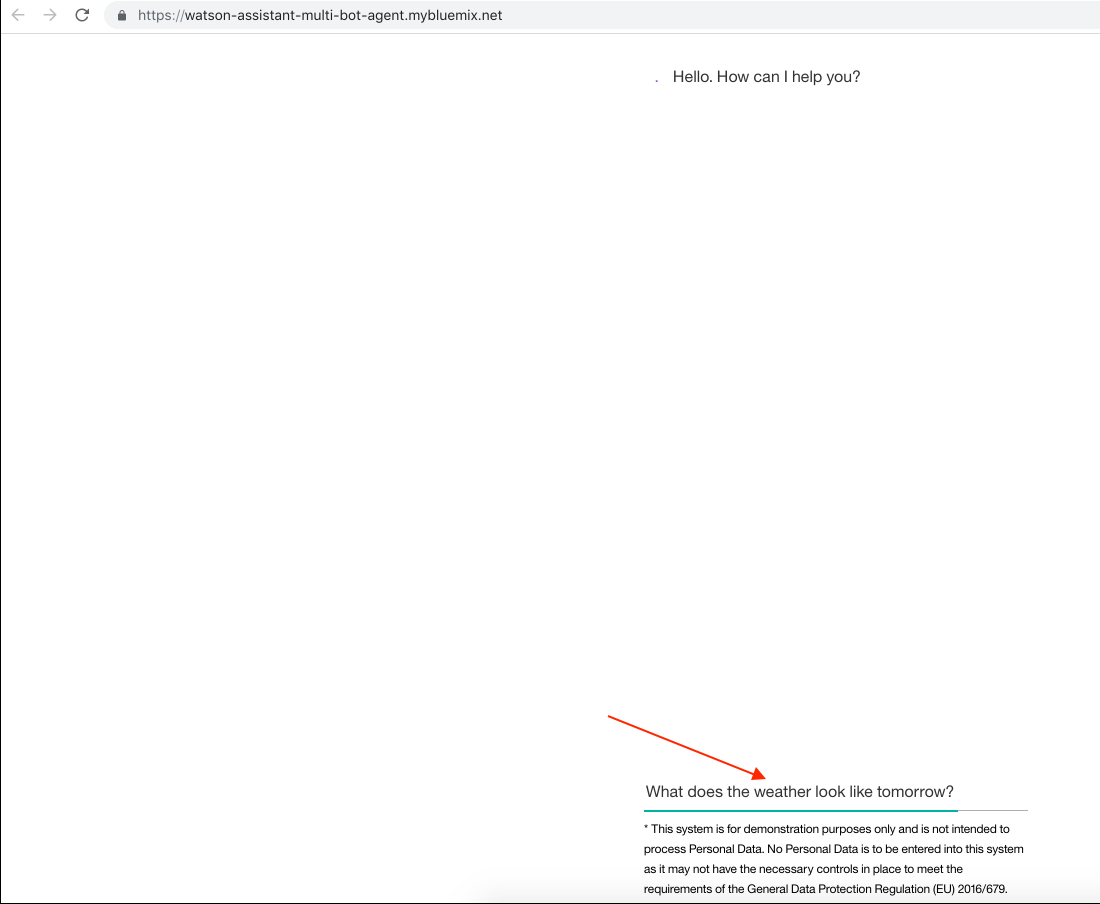 https://watson-assistant-multi-bot-agent.mybluemix.net
Hello. How can I help you?
What does the weather look like tomorrow?
* This system is for demonstration purposes only and is not intended to
process Personal Data. No Personal Data is to be entered into this system
as it may not have the necessary controls in place to meet the
requirements of the General Data Protection Regulation (EU) 2016/679.